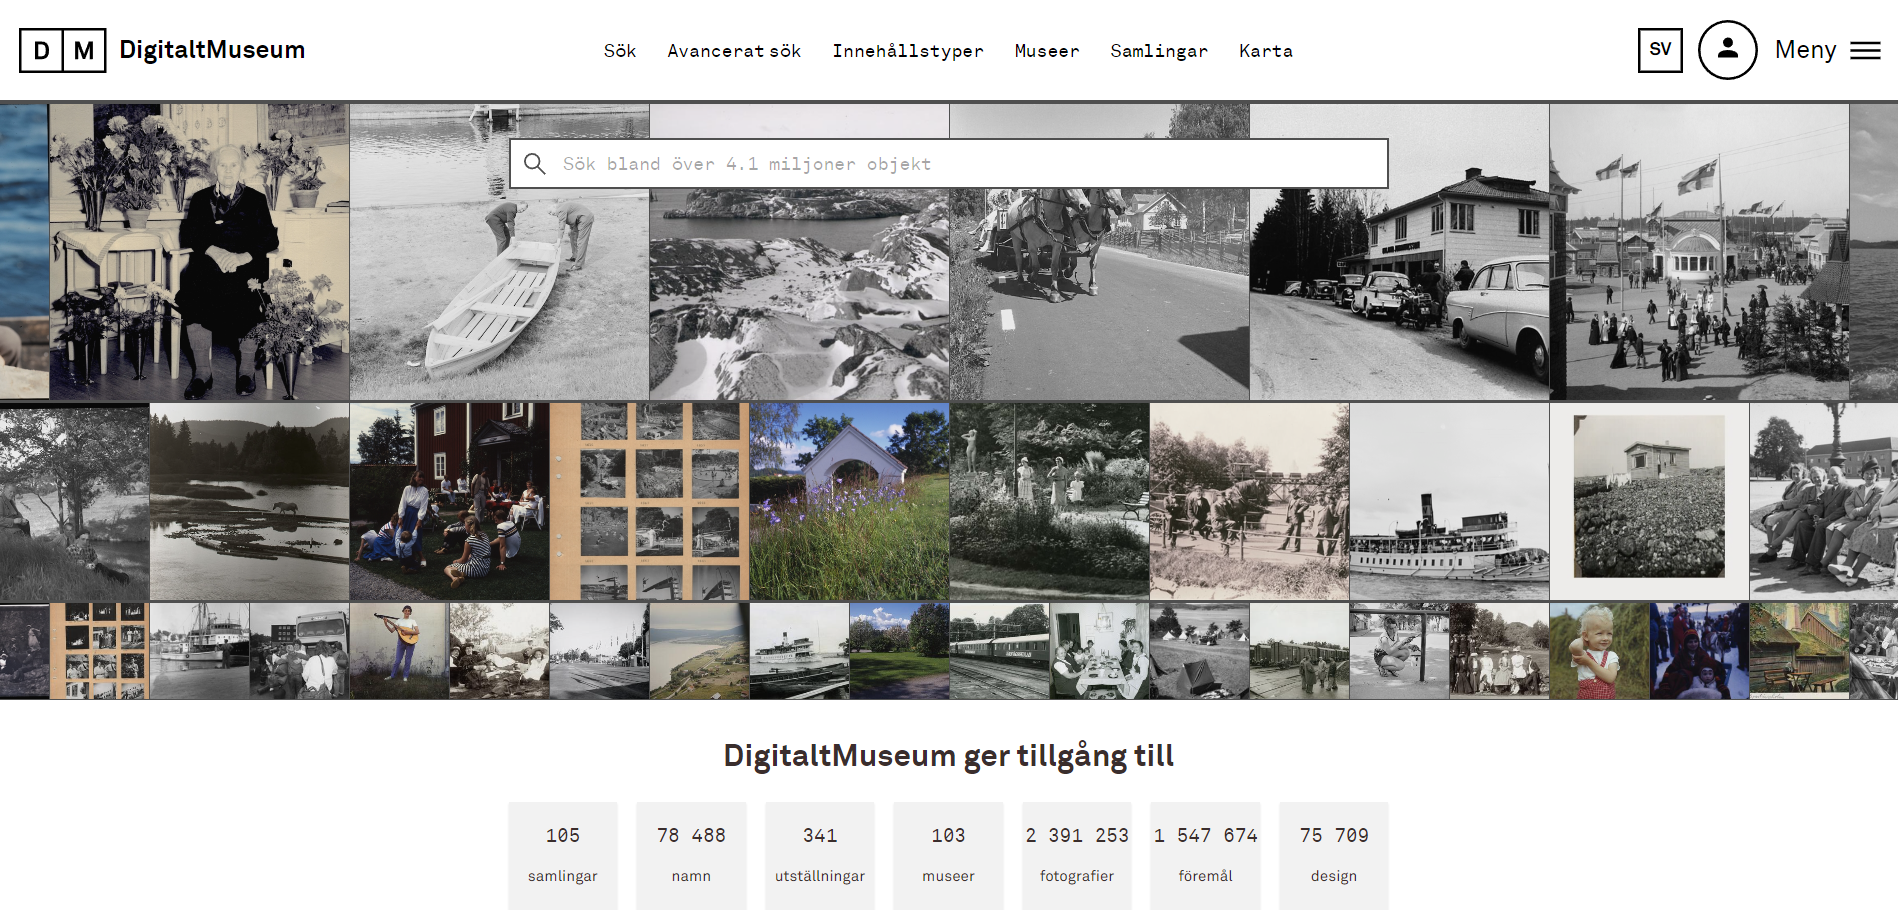 D M DigitaltMuseum
Sök Avancerat sök Innehållstyper Museer Samlingar Karta
SV Meny
Sök bland över 4.1 miljoner objekt
DigitaltMuseum ger tillgång till
105 78 488 341 103 2 391 253 1 547 674 75 709
samlingar namn utställningar museer fotografier föremål design